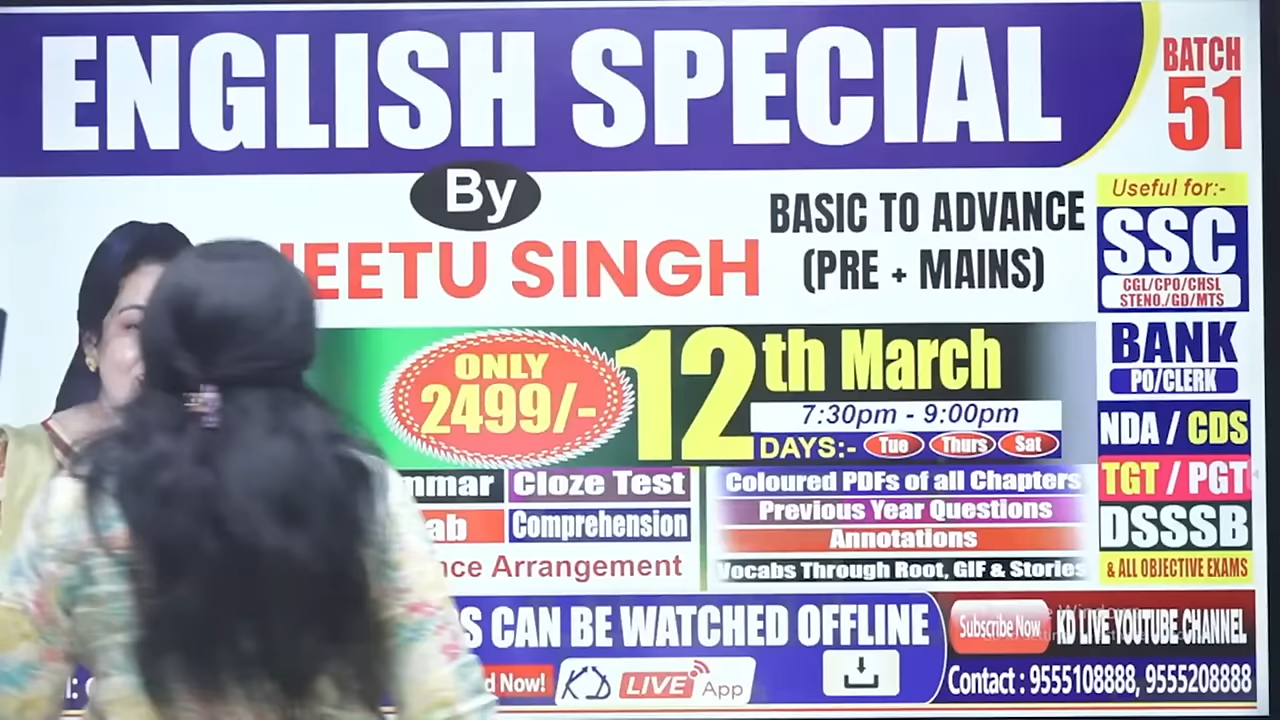 ENGLISH SPECIAL
BATCH
51
By
EETU SINGH
BASIC TO ADVANCE
(PRE + MAINS)
Useful for:-
SSC
CGL/CPO/CHSL
STENO./GD/MTS
BANK
PO/CLERK
NDA / CDS
TGT / PGT
DSSSB
& ALL OBJECTIVE EXAMS
ONLY
2499/-
12th March
7:30pm - 9:00pm
DAYS:- Tue Thurs Sat
mmar
Cloze Test
ab
Comprehension
nce Arrangement
Coloured PDFs of all Chapters
Previous Year Questions
Annotations
Vocabs Through Root, GIF & Stories
S CAN BE WATCHED OFFLINE
d Now!
KD LIVE App
Subscribe Now KD LIVE YOUTUBE CHANNEL
Contact : 9555108888, 9555208888